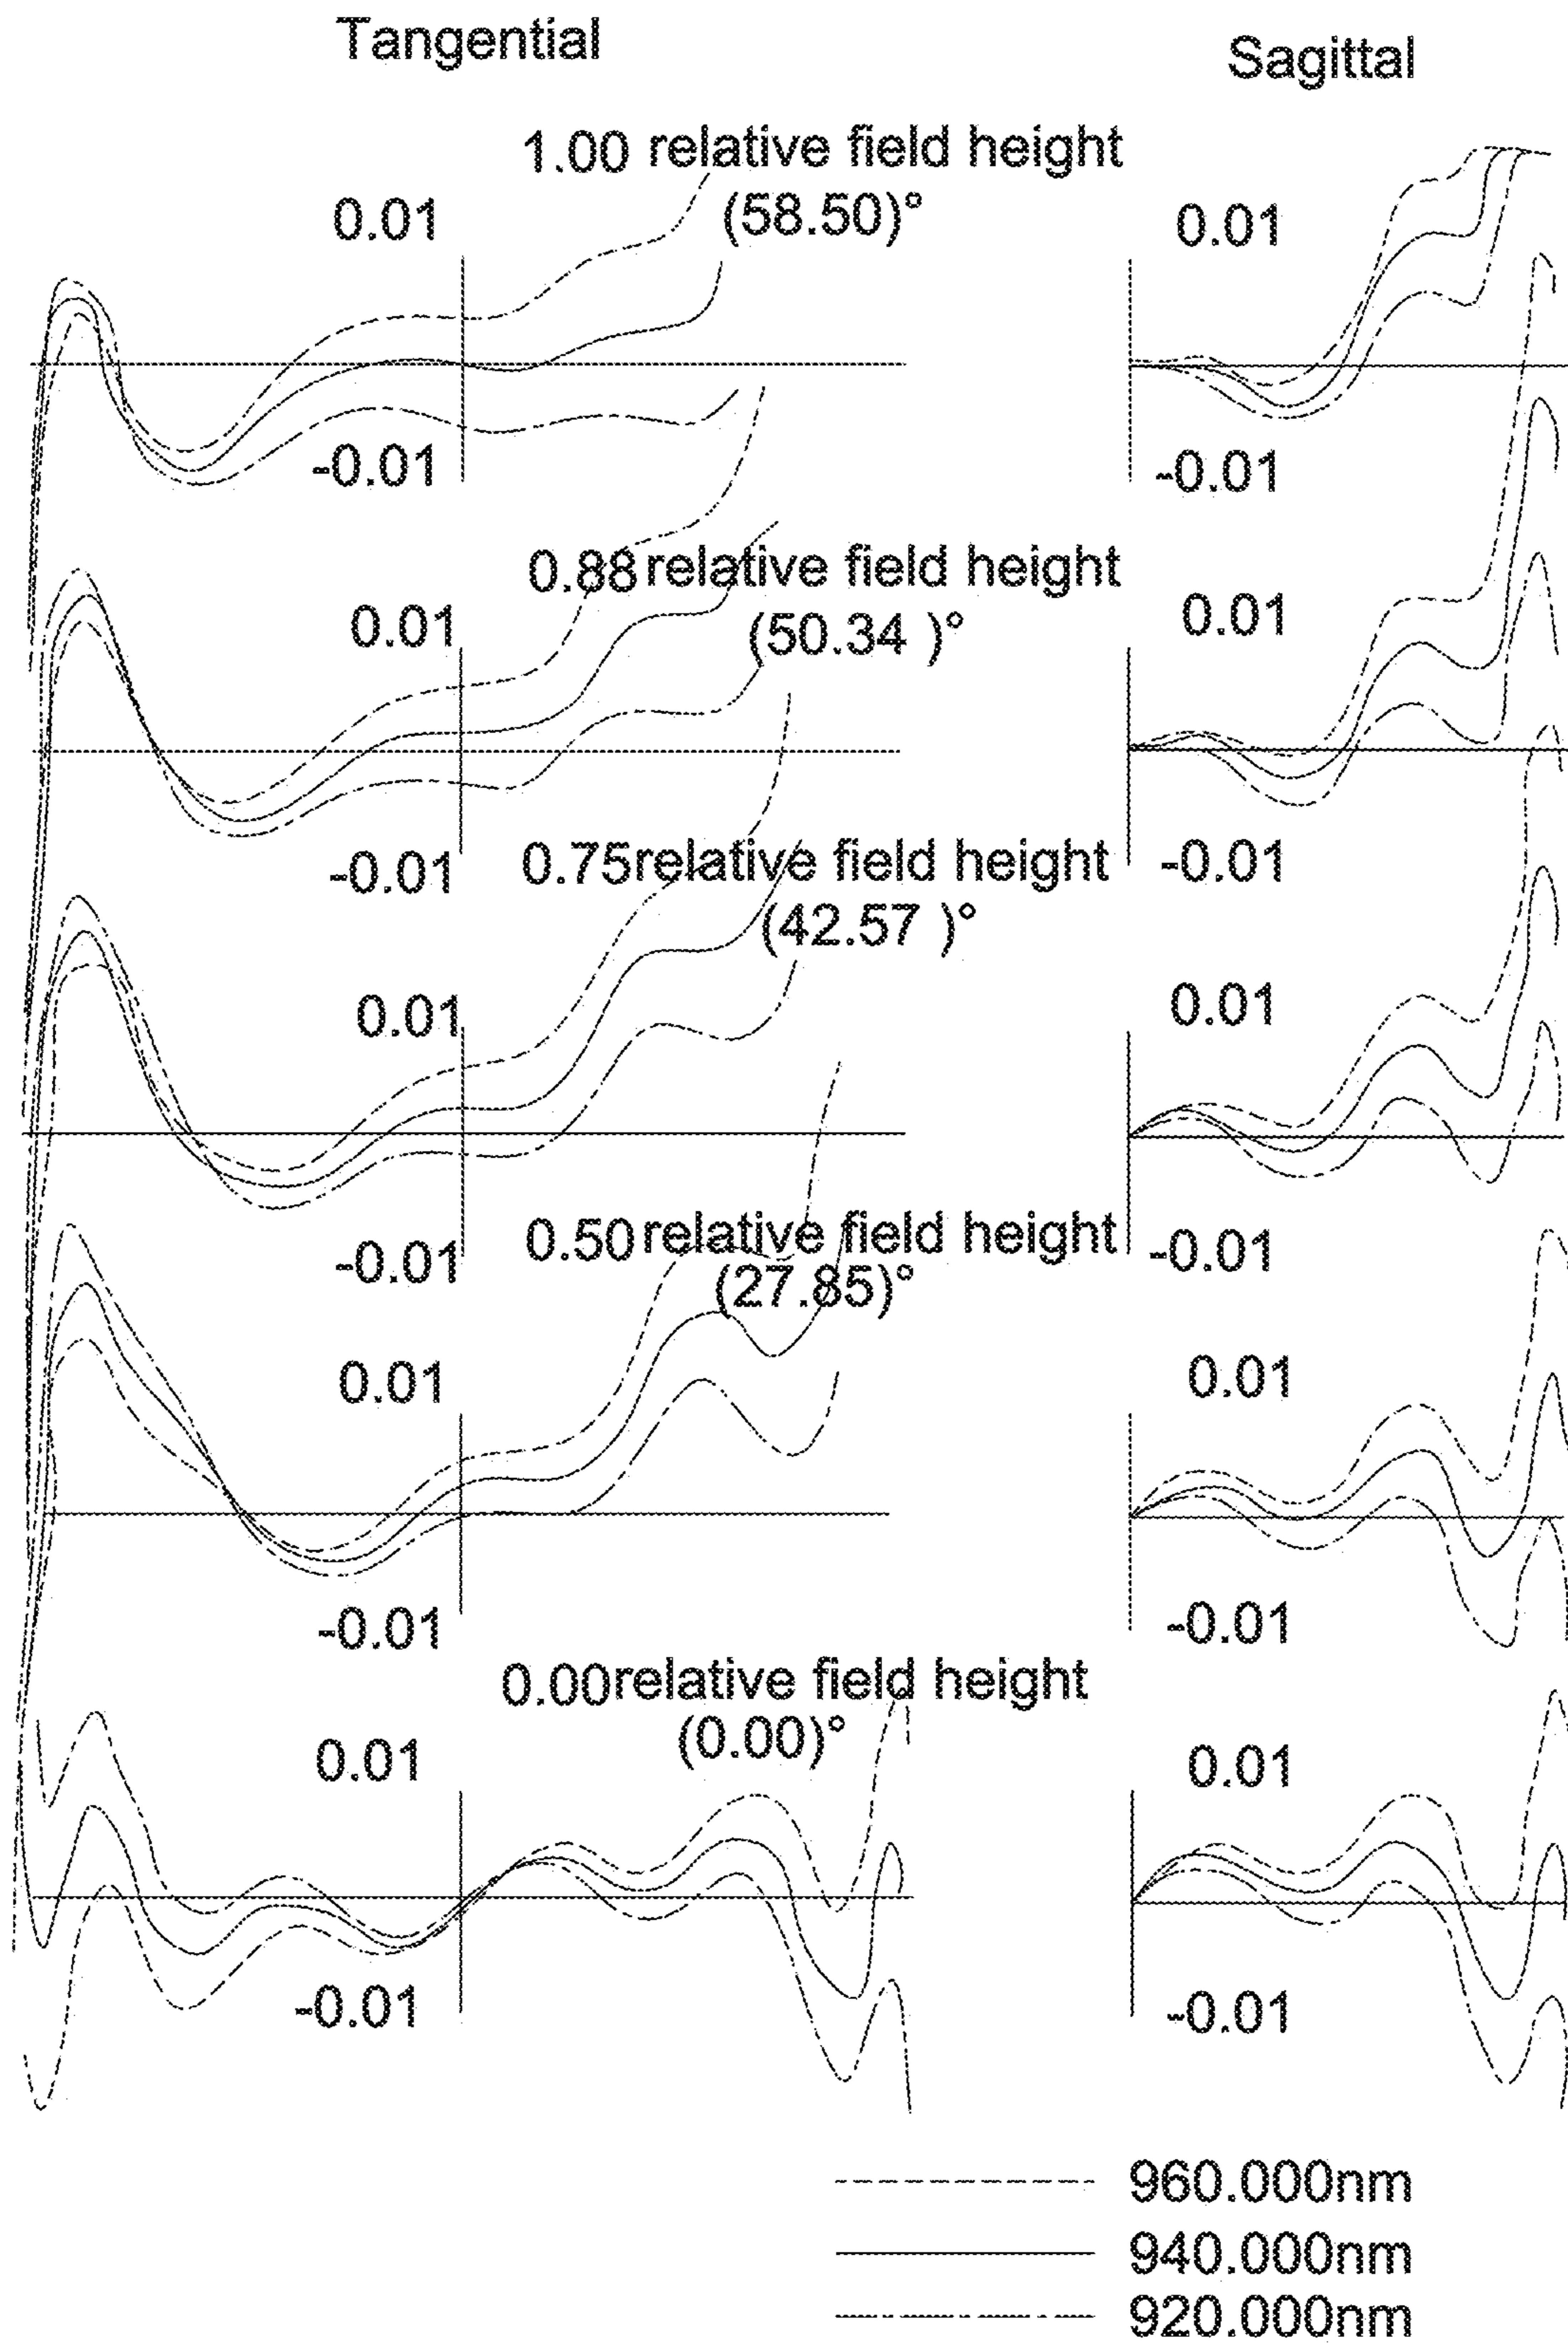 Tangential
Sagittal
1.00 relative field height
(58.50)°
0.01
0.01
-0.01
-0.01
0.88 relative field height
(50.34 )°
0.01
0.01
-0.01
-0.01
0.75relative field height
(42.57 )°
0.01
0.01
-0.01
-0.01
0.50 relative field height
(27.85)°
0.01
0.01
-0.01
-0.01
0.00relative field height
(0.00)°
0.01
0.01
-0.01
-0.01
960.000nm
940.000nm
920.000nm